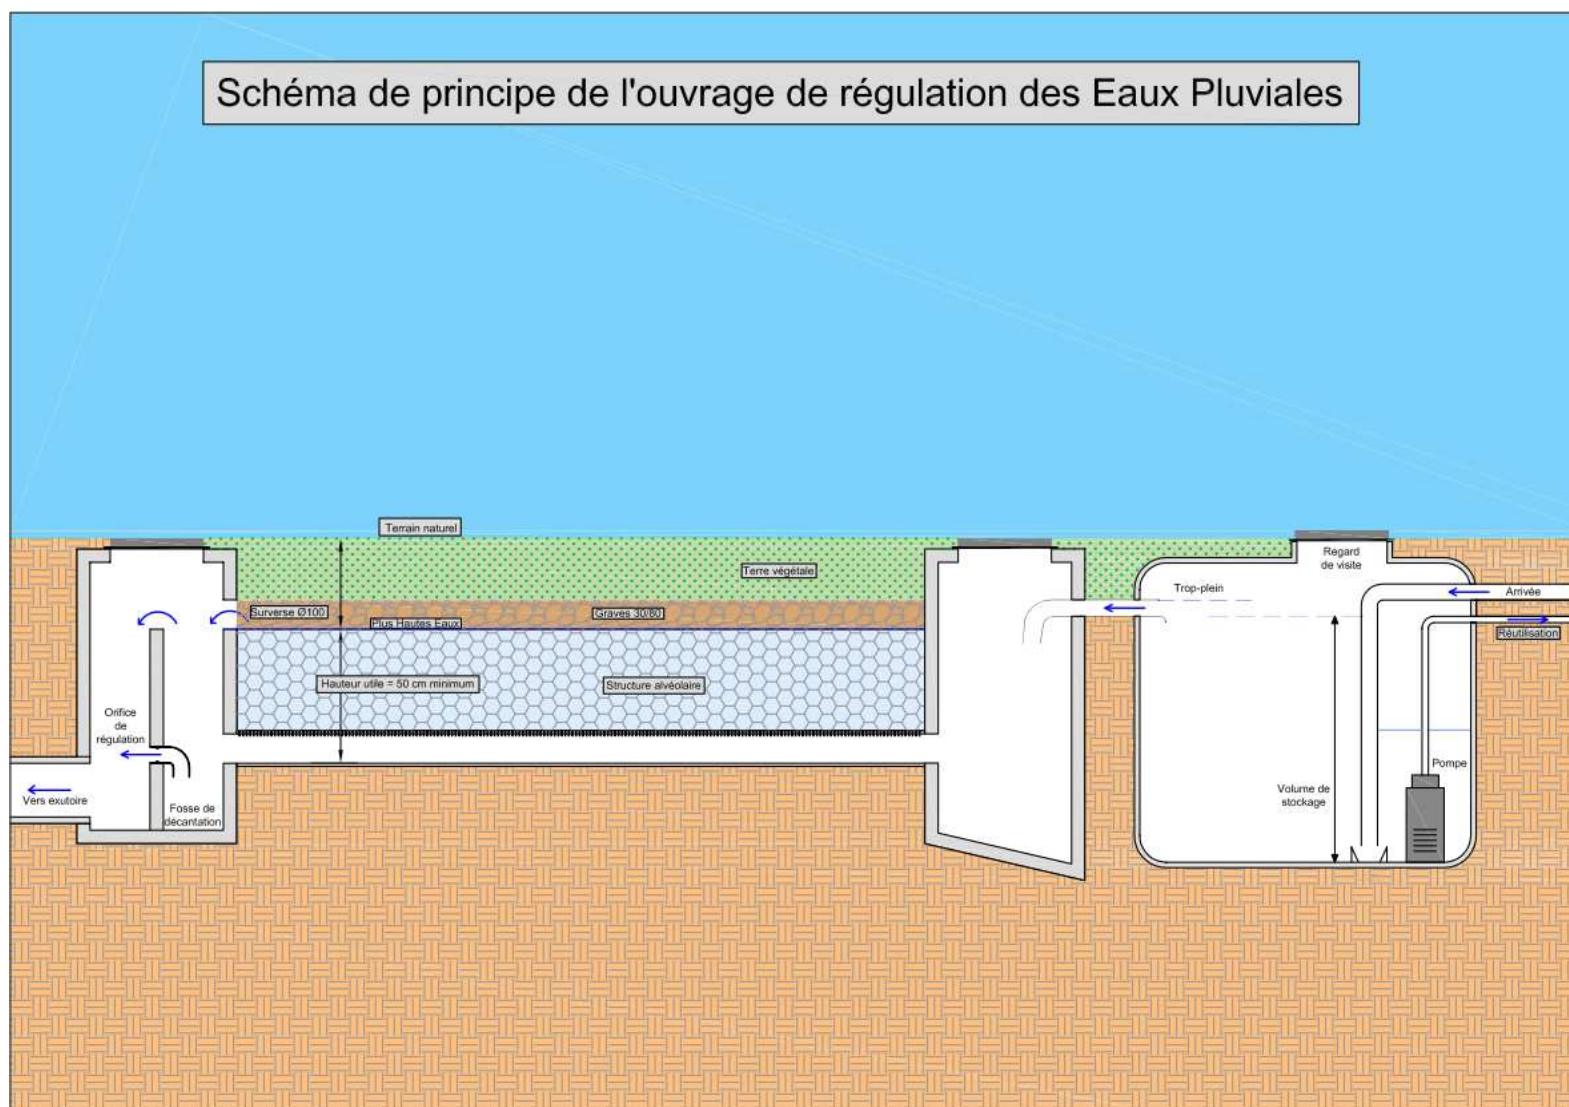 Schéma de principe de l'ouvrage de régulation des Eaux Pluviales
Terrain naturel
Regard
de visite
Terre végétale
Trop-plein
Arrivée
Surverse Ø100
Graves 30/80
Plus Hautes Eaux
Réutilisation
Hauteur utile = 50 cm minimum
Structure alvéolaire
Orifice
de
régulation
Pompe
Vers exutoire
Fosse de
décantation
Volume de
stockage